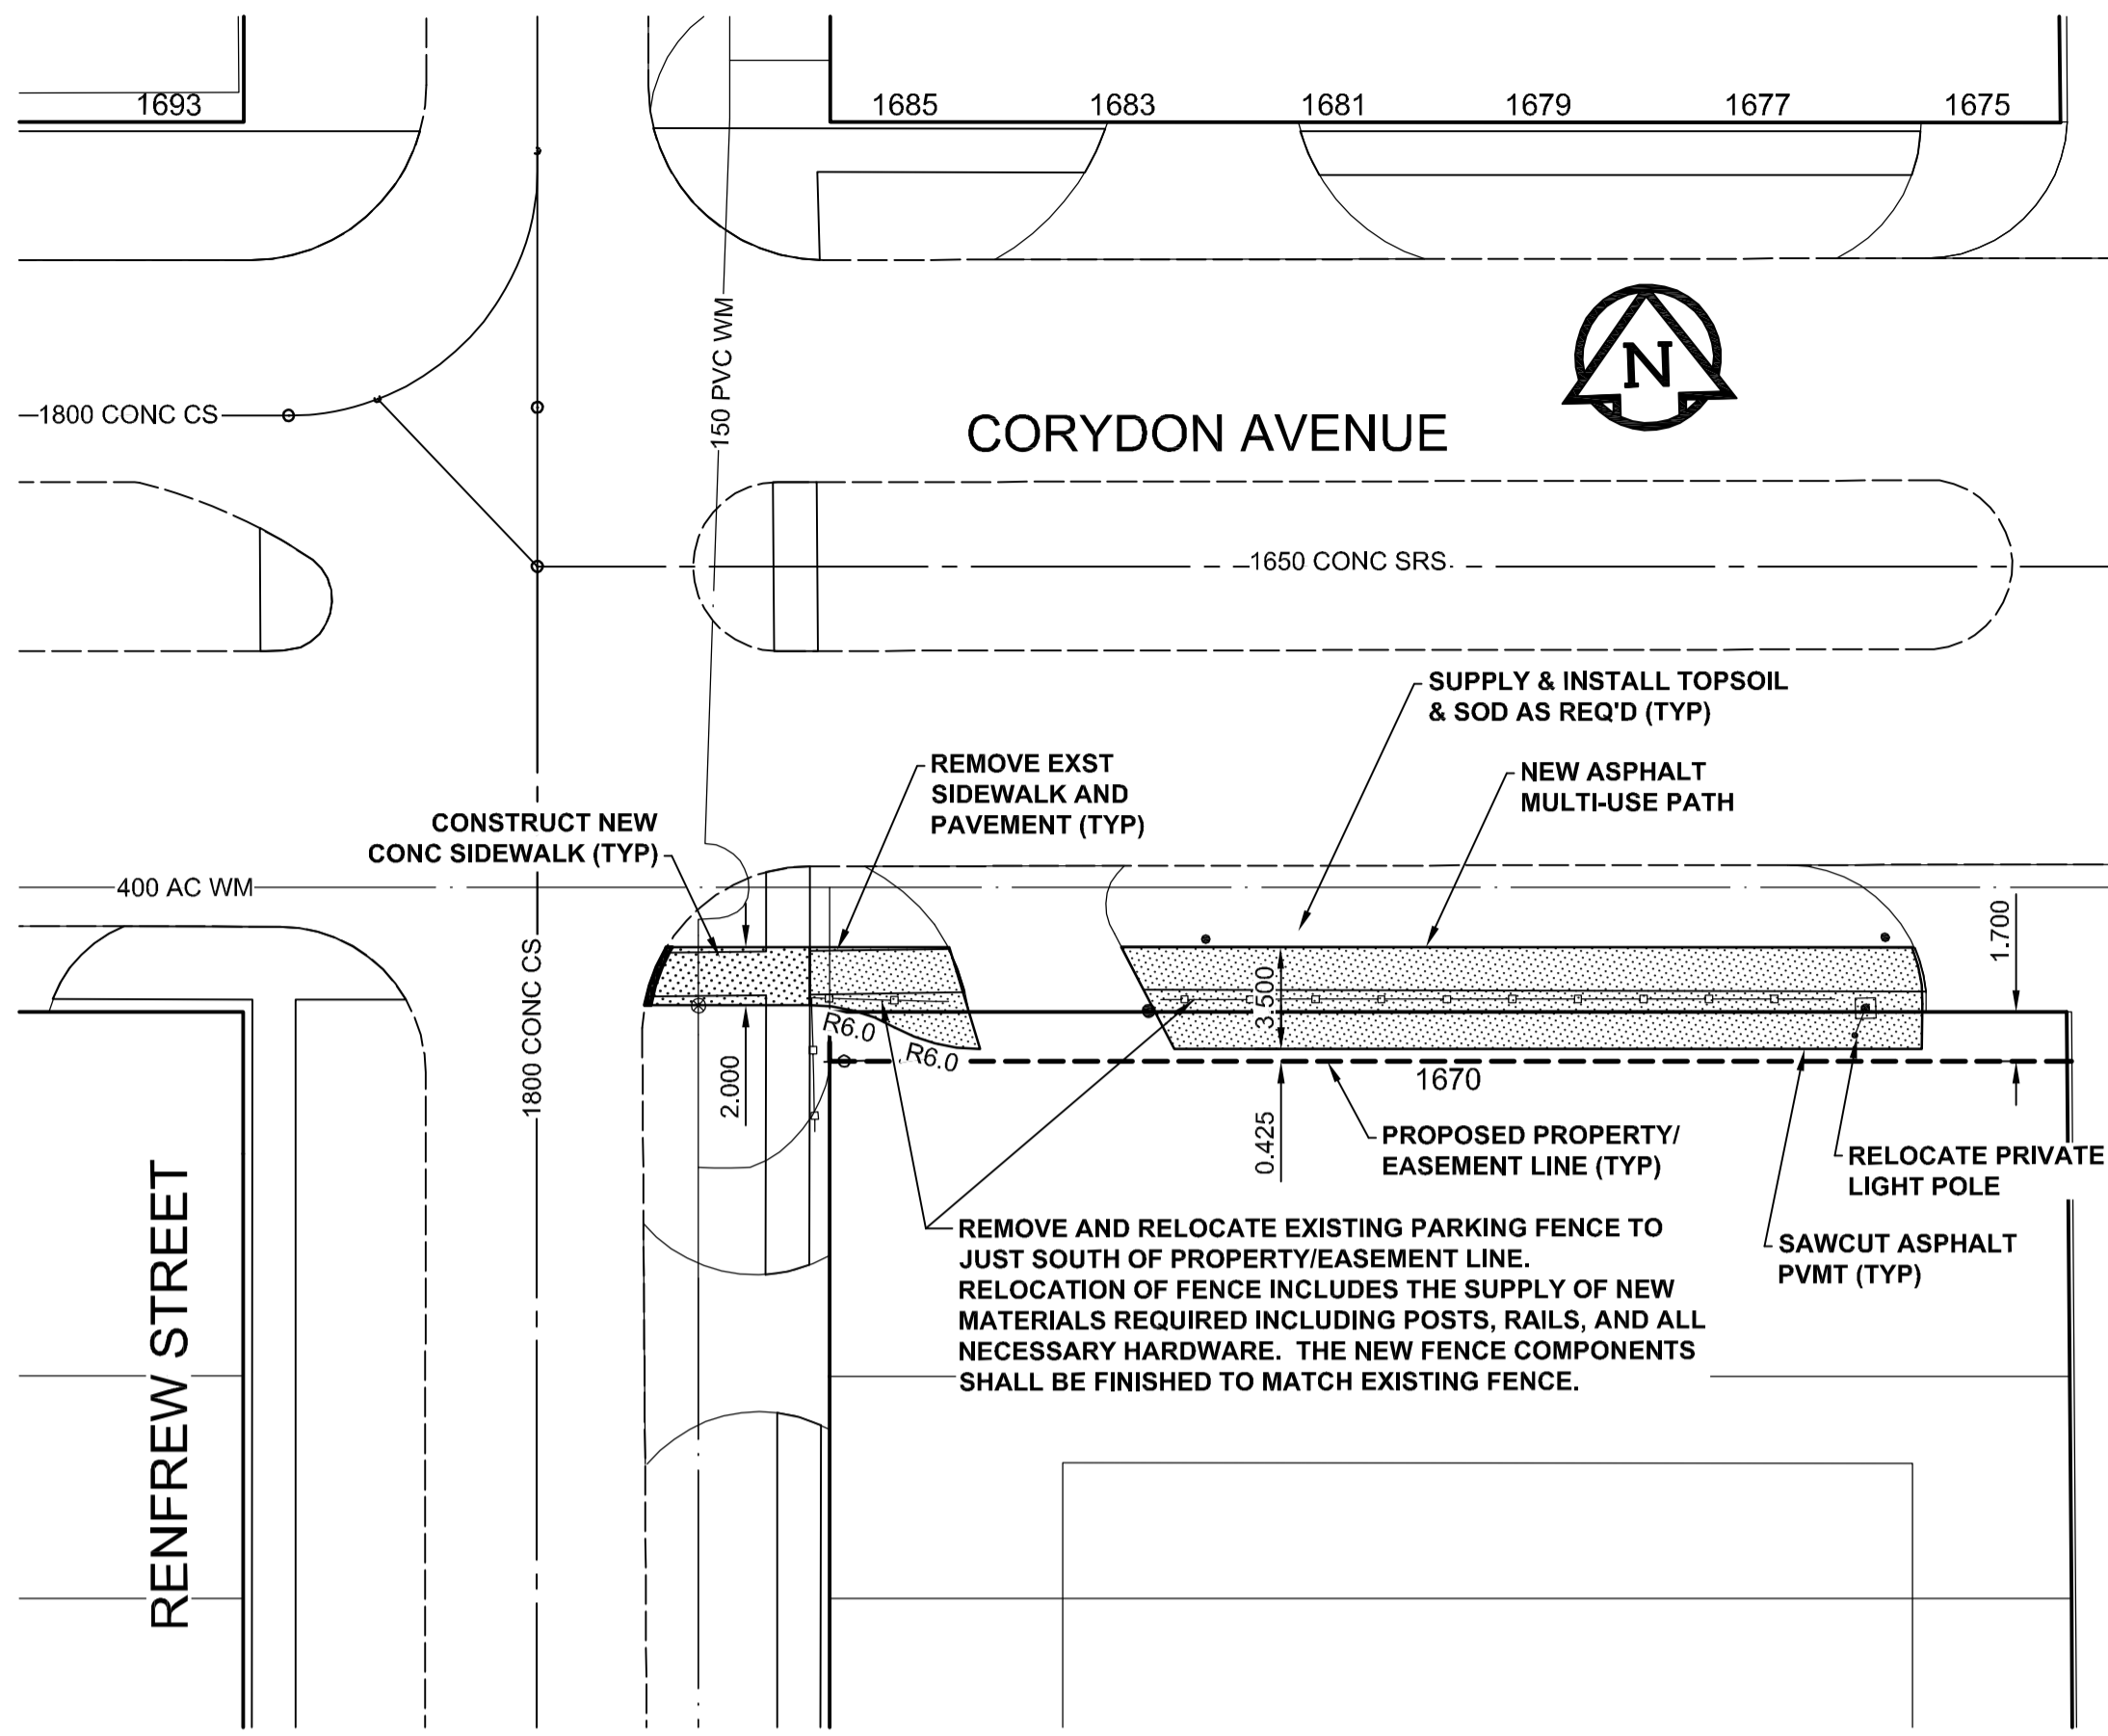 1693
1685
1683
1681
1679
1677
1675
150 PVC WM
N
1800 CONC CS
CORYDON AVENUE
1650 CONC SRS
SUPPLY & INSTALL TOPSOIL
& SOD AS REQ'D (TYP)
REMOVE EXST
SIDEWALK AND
PAVEMENT (TYP)
NEW ASPHALT
MULTI-USE PATH
CONSTRUCT NEW
CONC SIDEWALK (TYP)
400 AC WM
1800 CONC CS
1.700
3.500
R6.0
R6.0
2.000
0.425
1670
PROPOSED PROPERTY/
EASEMENT LINE (TYP)
RELOCATE PRIVATE
LIGHT POLE
SAWCUT ASPHALT
PVMT (TYP)
REMOVE AND RELOCATE EXISTING PARKING FENCE TO
JUST SOUTH OF PROPERTY/EASEMENT LINE.
RELOCATION OF FENCE INCLUDES THE SUPPLY OF NEW
MATERIALS REQUIRED INCLUDING POSTS, RAILS, AND ALL
NECESSARY HARDWARE. THE NEW FENCE COMPONENTS
SHALL BE FINISHED TO MATCH EXISTING FENCE.
RENFREW STREET